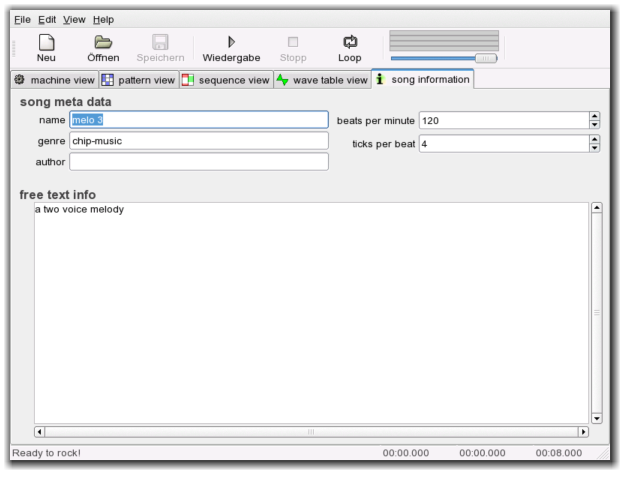 File Edit View Help
Neu Öffnen Speichern Wiedergabe Stopp Loop
machine view pattern view sequence view wave table view song information
song meta data
name melo 3 beats per minute 120
genre chip-music ticks per beat 4
author
free text info
a two voice melody
Ready to rock! 00:00.000 00:00.000 00:08.000